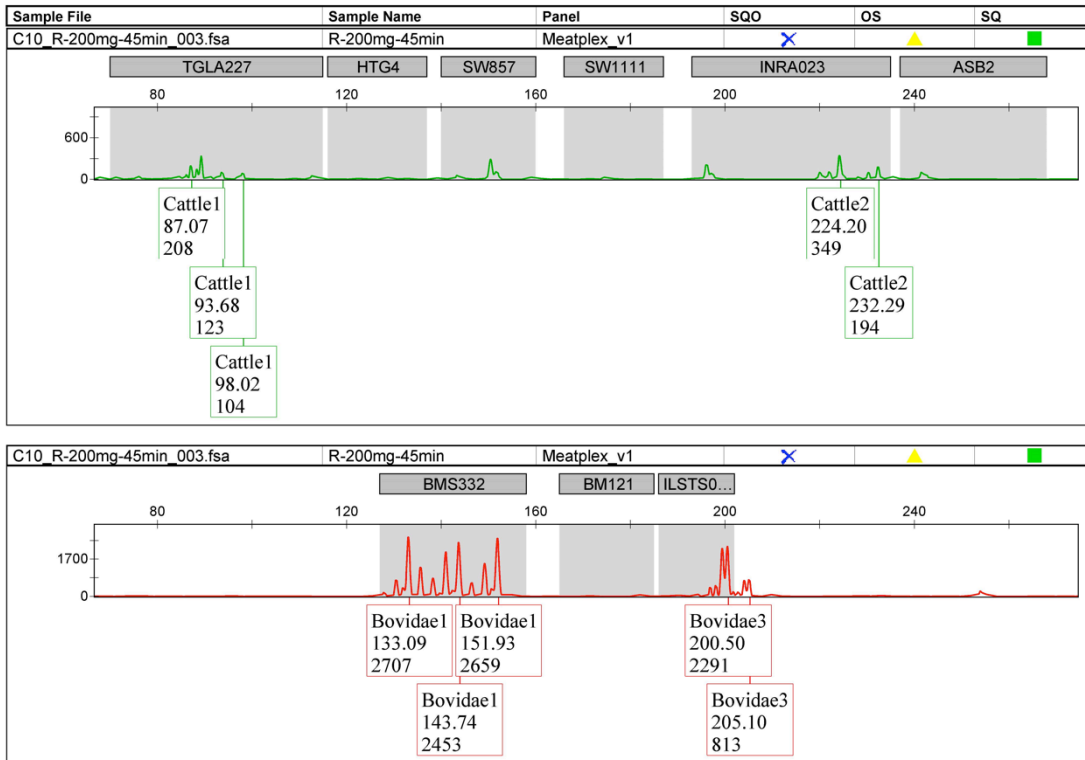 Sample File Sample Name Panel SQO OS SQ
C10_R-200mg-45min_003.fsa R-200mg-45min Meatplex_v1
TGLA227 HTG4 SW857 SW1111 INRA023 ASB2
80 120 160 200 240
600
0
Cattle1
87.07
208
Cattle1
93.68
123
Cattle1
98.02
104
Cattle2
224.20
349
Cattle2
232.29
194
C10_R-200mg-45min_003.fsa R-200mg-45min Meatplex_v1
BMS332 BM121 ILSTS0...
80 120 160 200 240
1700
0
Bovidae1
133.09
2707
Bovidae1
151.93
2659
Bovidae1
143.74
2453
Bovidae3
200.50
2291
Bovidae3
205.10
813